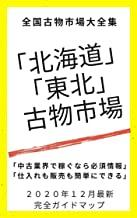 全国古物市場大全集
「北海道」
「東北」
古物市場
「中古業界で稼ぐなら必須情報」
「仕入れも販売も簡単にできる」
2020年12月最新
完全ガイドマップ